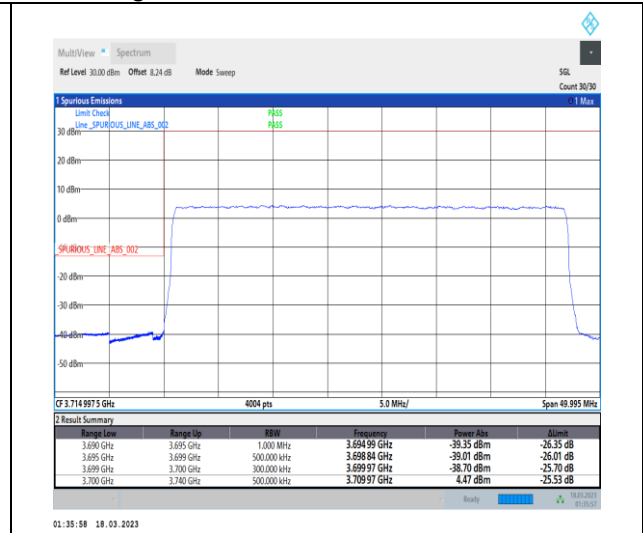 MultiView Spectrum
Ref Level 30.00 dBm Offset 8.24 dB Mode Sweep SGL
Count 30/30
1 Spurious Emissions 1 Max
Limit Check PASS
Line _SPURIOUS_LINE_ABS_002 PASS
30 dBm
20 dBm
10 dBm
0 dBm
_SPURIOUS_LINE_ABS_002
-20 dBm
-30 dBm
-40 dBm
-50 dBm
CF 3.714 997 5 GHz 4004 pts 5.0 MHz/ Span 49.995 MHz
2 Result Summary
Range Low Range Up RBW Frequency Power Abs ΔLimit
3.690 GHz 3.695 GHz 1.000 MHz 3.694 99 GHz -39.35 dBm -26.35 dB
3.695 GHz 3.699 GHz 500.000 kHz 3.698 84 GHz -39.01 dBm -26.01 dB
3.699 GHz 3.700 GHz 300.000 kHz 3.699 97 GHz -38.70 dBm -25.70 dB
3.700 GHz 3.740 GHz 500.000 kHz 3.709 97 GHz 4.47 dBm -25.53 dB
Ready 18.03.2023
01:35:57
01:35:58 18.03.2023